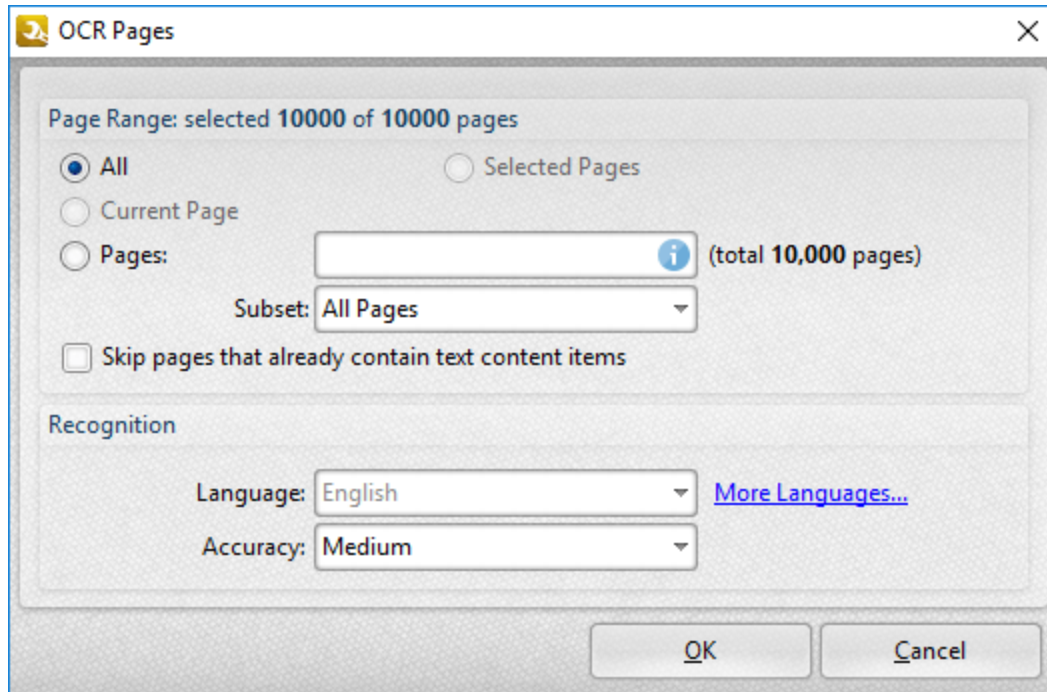 OCR Pages
Page Range: selected 10000 of 10000 pages
All Selected Pages
Current Page
Pages: (total 10,000 pages)
Subset: All Pages
Skip pages that already contain text content items
Recognition
Language: English More Languages...
Accuracy: Medium
OK Cancel